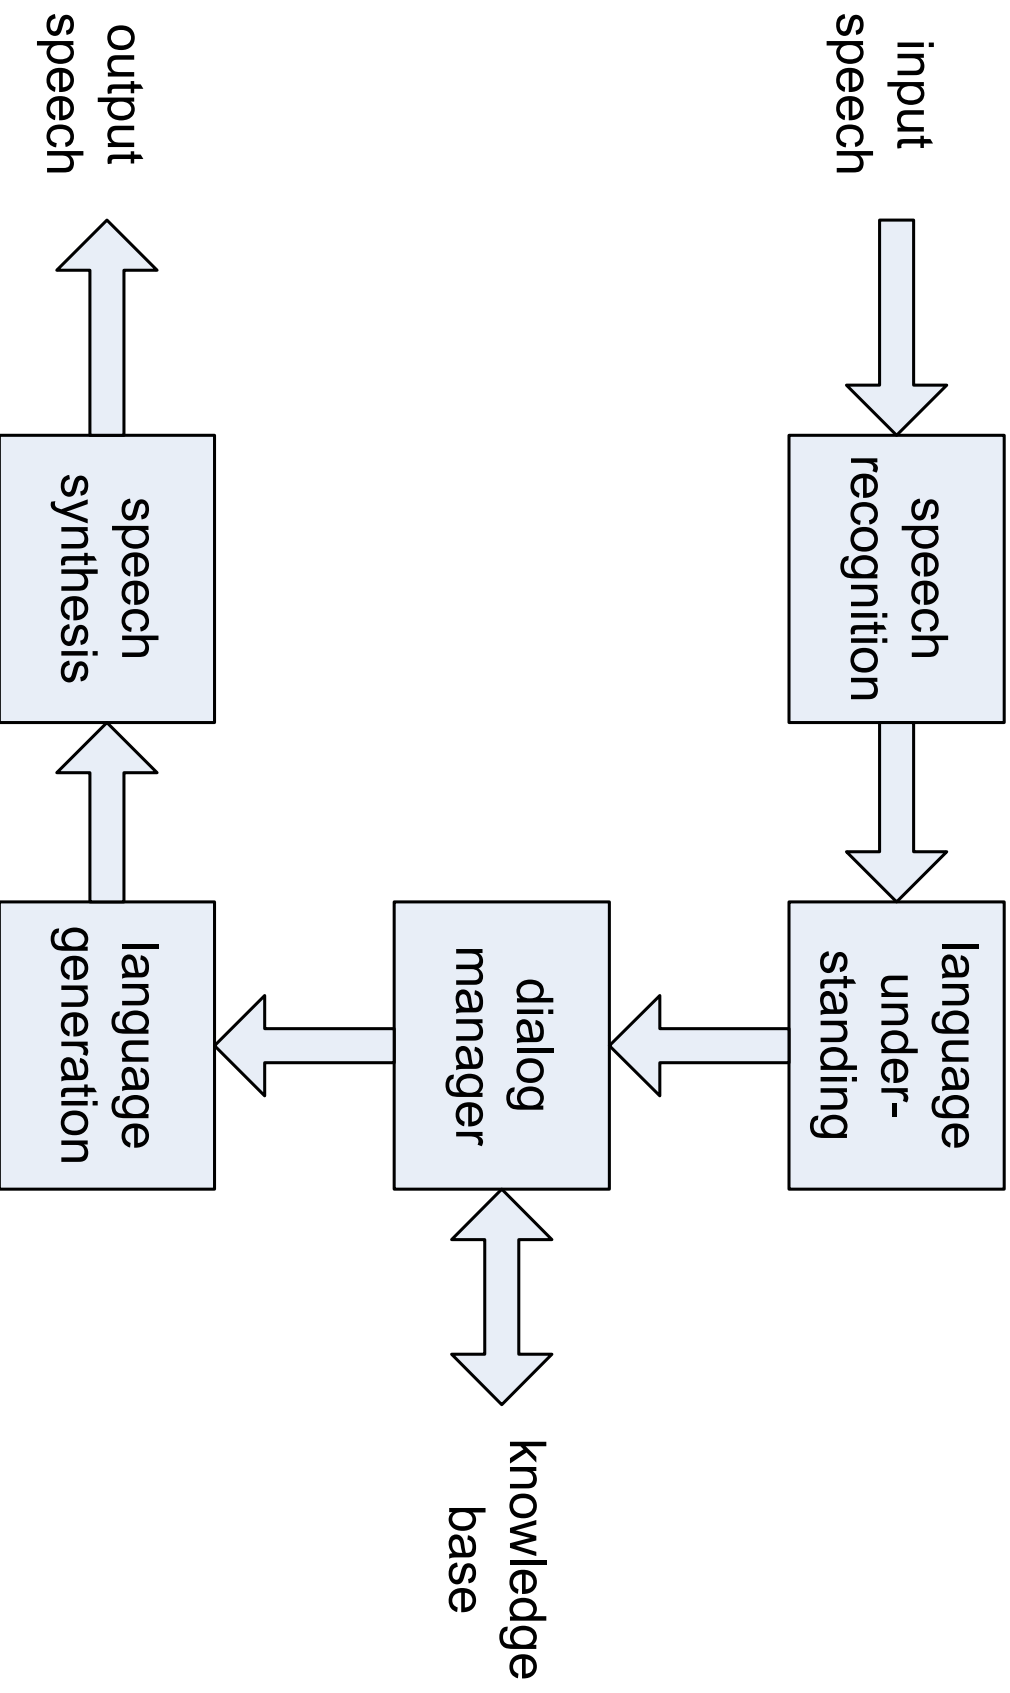 input
speech
speech
recognition
language
under-
standing
dialog
manager
knowledge
base
output
speech
speech
synthesis
language
generation